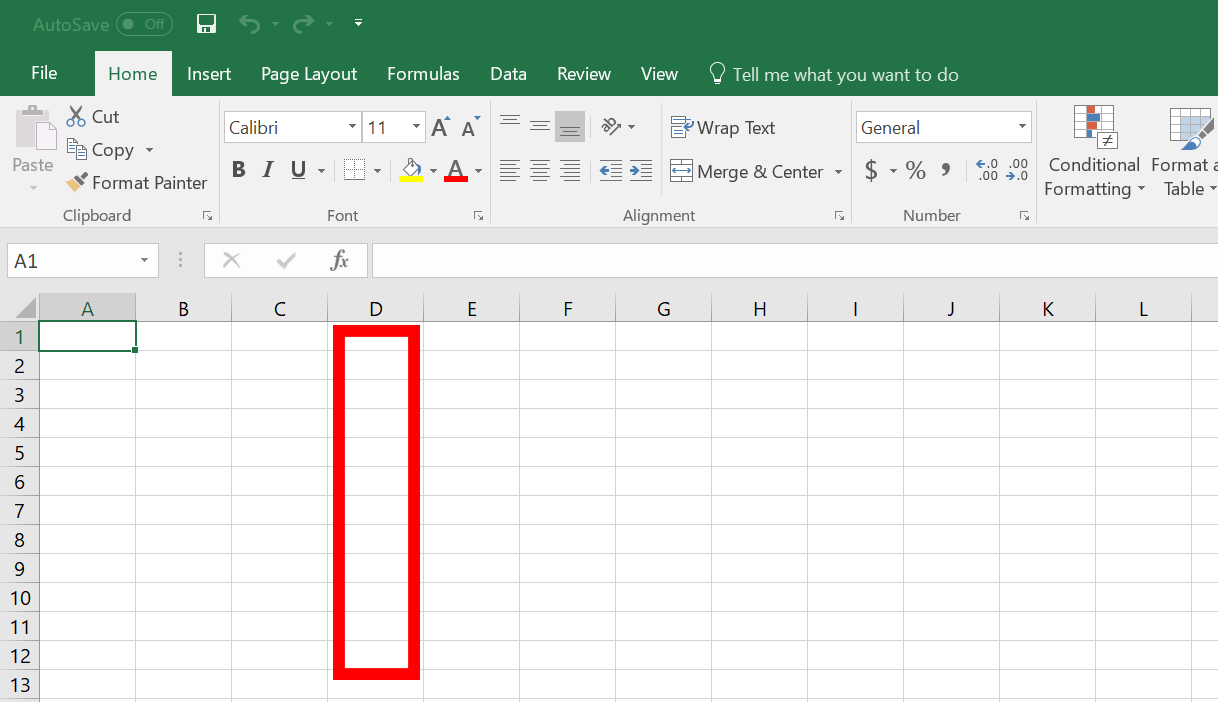 AutoSave Off
File Home Insert Page Layout Formulas Data Review View Tell me what you want to do
Cut
Copy
Format Painter
Paste
Clipboard
Calibri 11 A A
B I U A
Font
Wrap Text
Merge & Center
Alignment
General
$ % , .0 .00 .00 .0
Number
Conditional Formatting
Format a
Table
A1 fx
A B C D E F G H I J K L
1
2
3
4
5
6
7
8
9
10
11
12
13